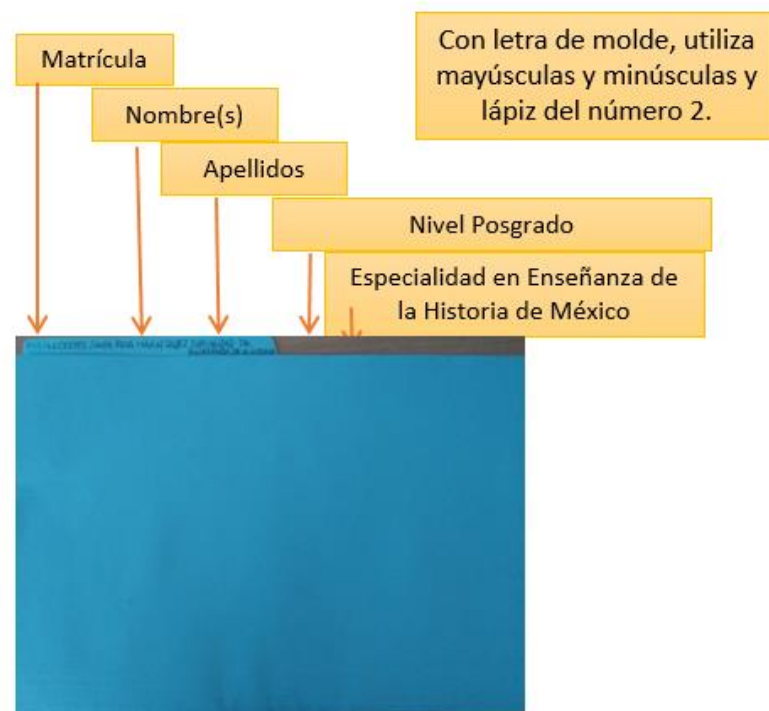 Matrícula
Con letra de molde, utiliza
mayúsculas y minúsculas y
lápiz del número 2.
Nombre(s)
Apellidos
Nivel Posgrado
Especialidad en Enseñanza de
la Historia de México